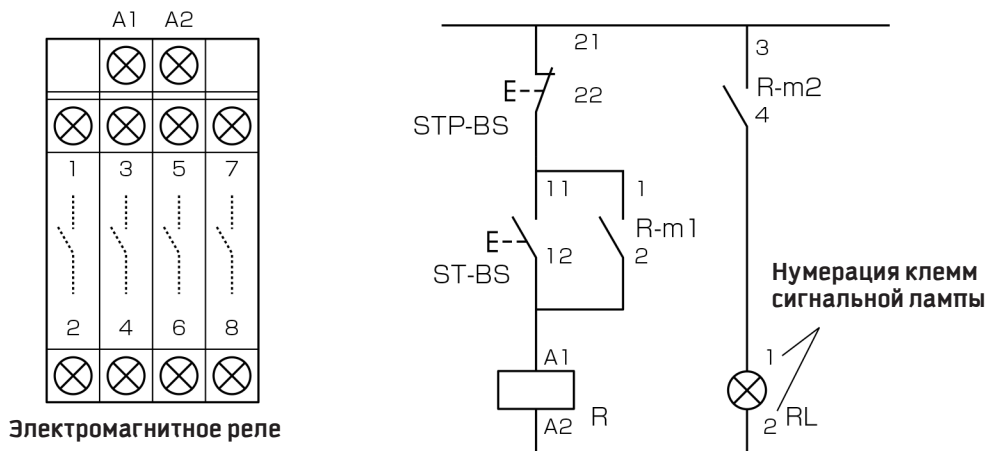 A1 A2
1 3 5 7
2 4 6 8
Электромагнитное реле
21
22
STP-BS
11
12
ST-BS
1
R-m1
2
A1
R
A2
3
R-m2
4
Нумерация клемм
сигнальной лампы
1
2 RL